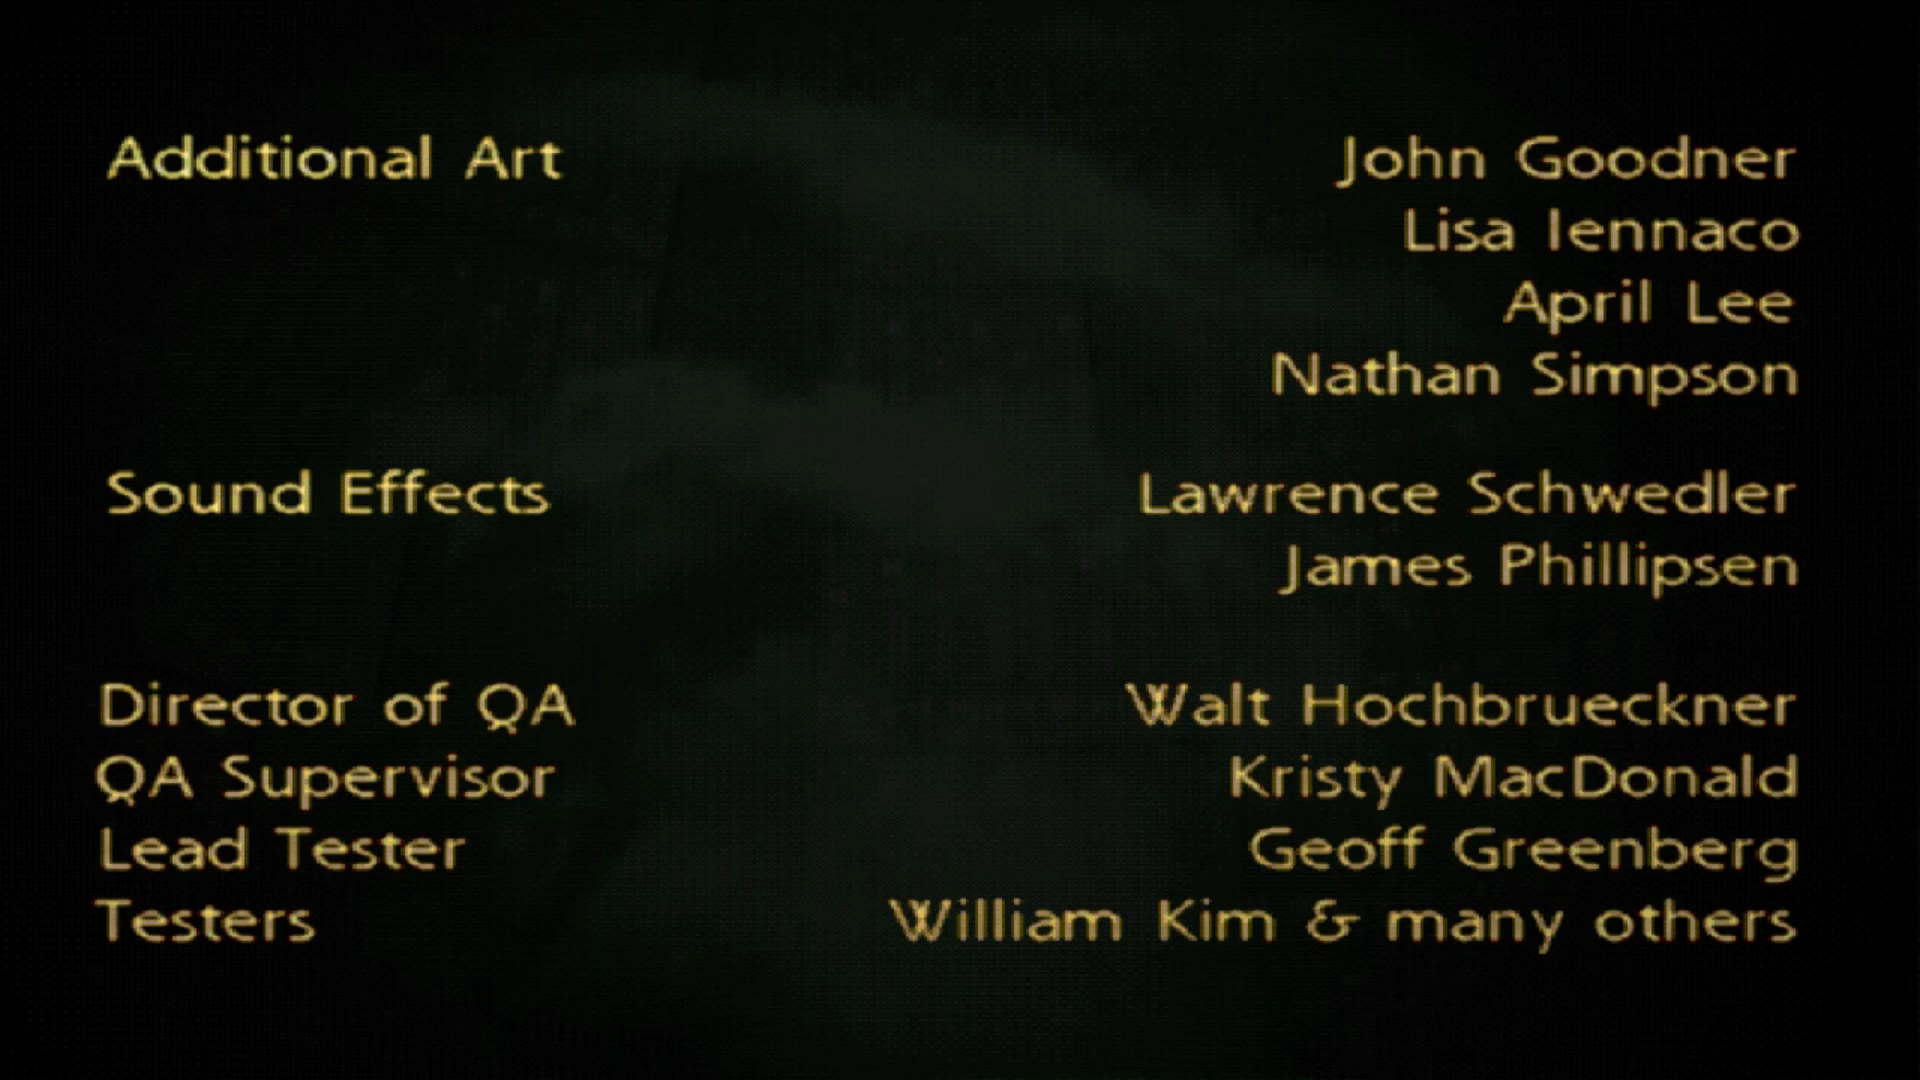 Additional Art John Goodner
Lisa Iennaco
April Lee
Nathan Simpson
Sound Effects Lawrence Schwedler
James Phillipsen
Director of QA Walt Hochbrueckner
QA Supervisor Kristy MacDonald
Lead Tester Geoff Greenberg
Testers William Kim & many others